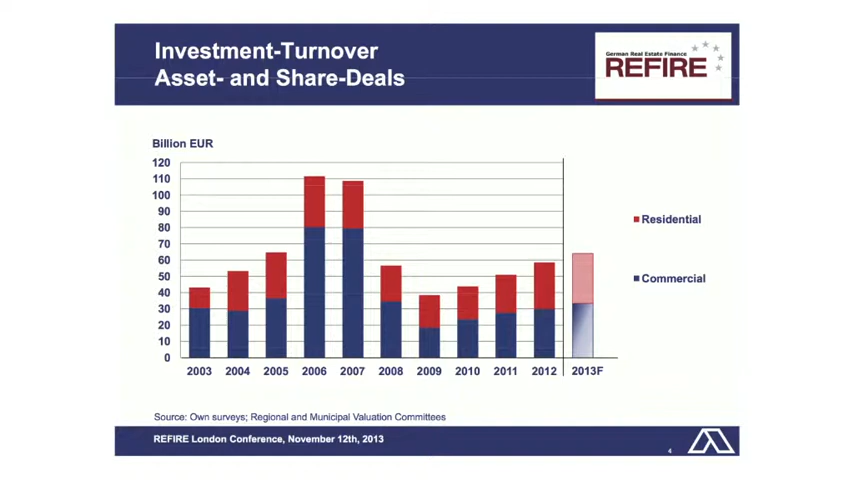 Investment-Turnover
Asset- and Share-Deals
German Real Estate Finance
REFIRE
Billion EUR
120
110
100
90
80
70
60
50
40
30
20
10
0
Residential
Commercial
2003 2004 2005 2006 2007 2008 2009 2010 2011 2012 2013F
Source: Own surveys; Regional and Municipal Valuation Committees
REFIRE London Conference, November 12th, 2013
4